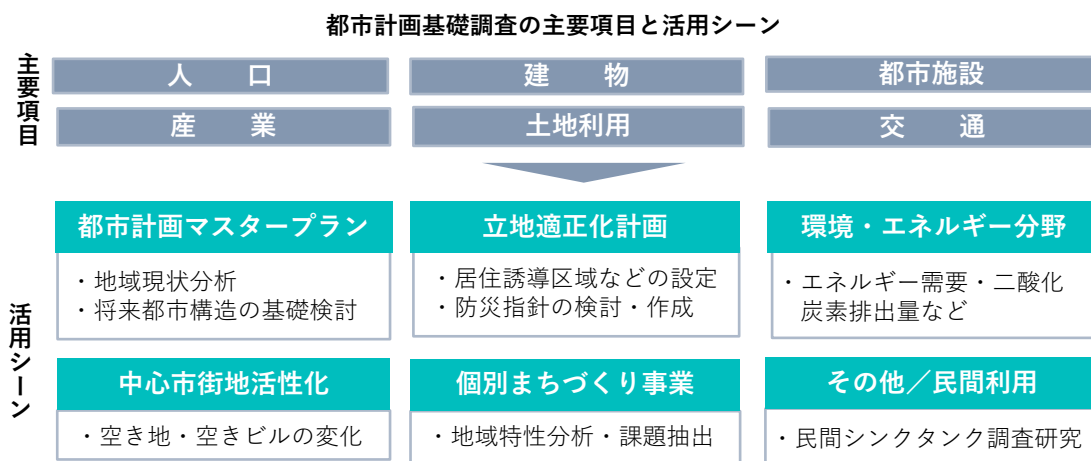 都市計画基礎調査の主要項目と活用シーン
主要項目
人口
建物
都市施設
産業
土地利用
交通
活用シーン
都市計画マスタープラン
・地域現状分析
・将来都市構造の基礎検討
立地適正化計画
・居住誘導区域などの設定
・防災指針の検討・作成
環境・エネルギー分野
・エネルギー需要・二酸化
炭素排出量など
中心市街地活性化
・空き地・空きビルの変化
個別まちづくり事業
・地域特性分析・課題抽出
その他／民間利用
・民間シンクタンク調査研究